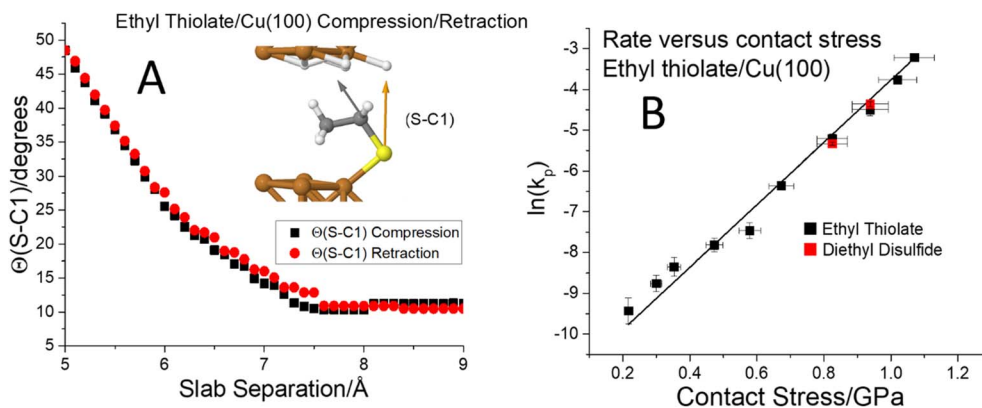 Ethyl Thiolate/Cu(100) Compression/Retraction
A
(S-C1)
Θ(S-C1) Compression
Θ(S-C1) Retraction
Θ(S-C1)/degrees
50
45
40
35
30
25
20
15
10
5
0
5 6 7 8 9
Slab Separation/Å
Rate versus contact stress
Ethyl thiolate/Cu(100)
B
Ethyl Thiolate
Diethyl Disulfide
ln(kp)
-3
-4
-5
-6
-7
-8
-9
-10
0.2 0.4 0.6 0.8 1.0 1.2
Contact Stress/GPa